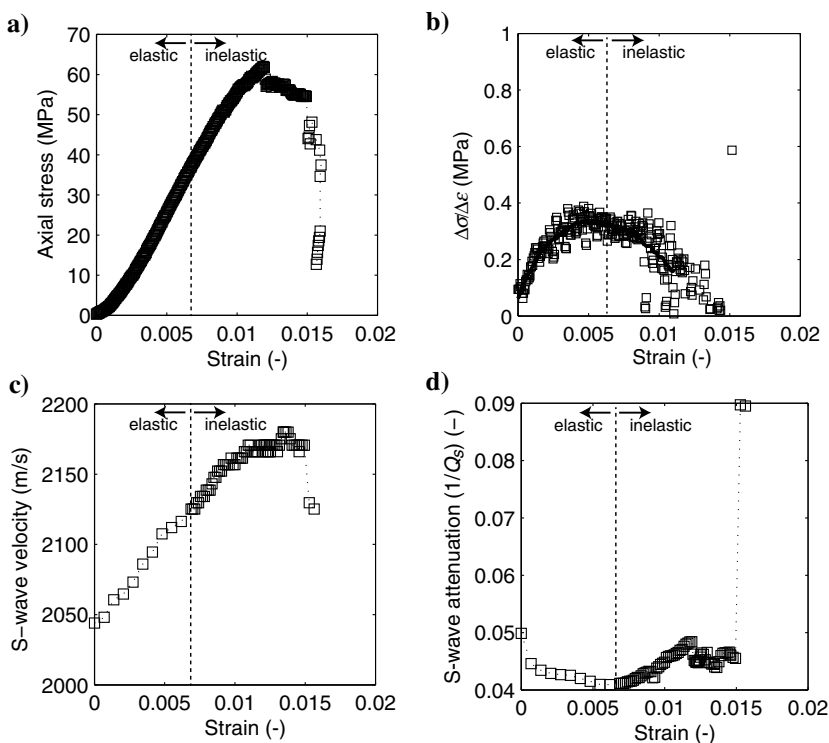 a)
elastic inelastic
70
60
50
40
30
20
10
0
Axial stress (MPa)
0 0.005 0.01 0.015 0.02
Strain (-)
b)
elastic inelastic
1
0.8
0.6
0.4
0.2
0
Δσ/Δε (MPa)
0 0.005 0.01 0.015 0.02
Strain (-)
c)
elastic inelastic
2200
2150
2100
2050
2000
S-wave velocity (m/s)
0 0.005 0.01 0.015 0.02
Strain (-)
d)
elastic inelastic
0.09
0.08
0.07
0.06
0.05
0.04
S-wave attenuation (1/Qs) (-)
0 0.005 0.01 0.015 0.02
Strain (-)